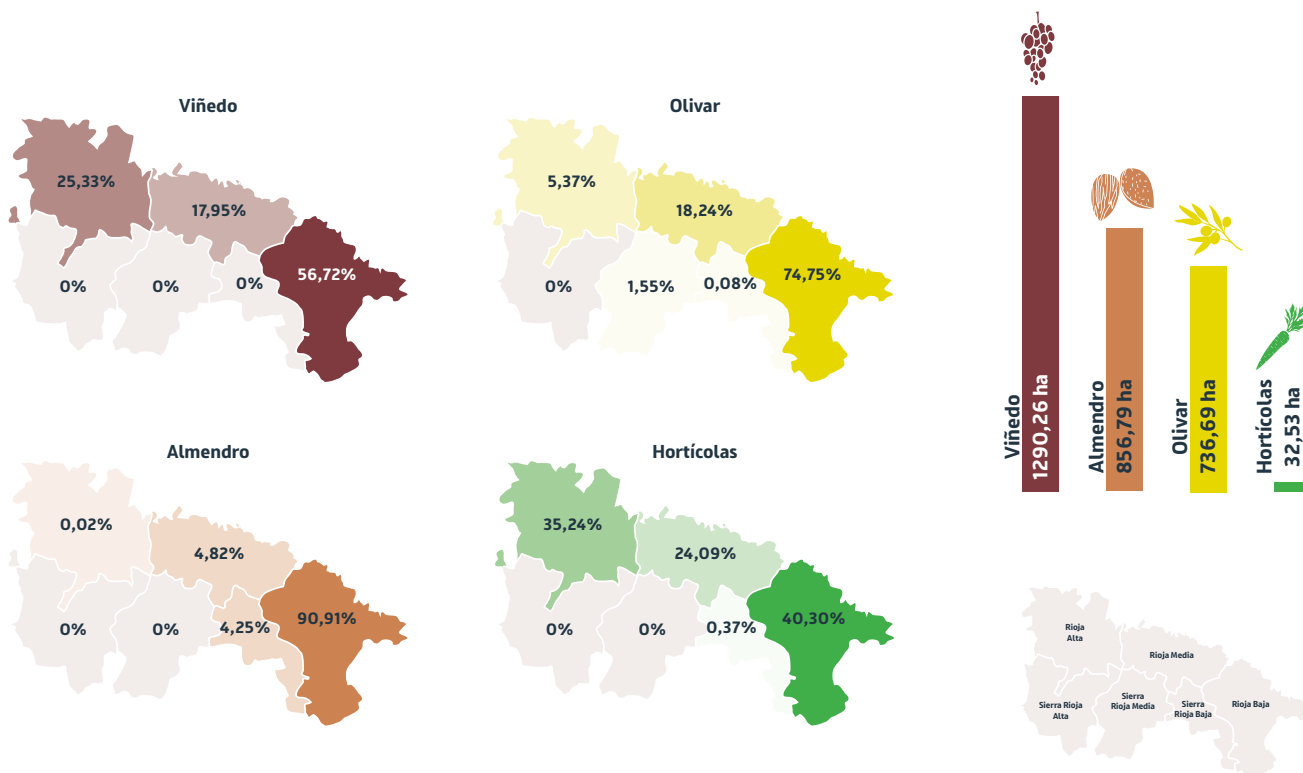 Viñedo
25,33%
17,95%
56,72%
0%
0%
0%
Olivar
5,37%
18,24%
74,75%
0%
1,55%
0,08%
Almendro
0,02%
4,82%
90,91%
0%
0%
4,25%
Hortícolas
35,24%
24,09%
40,30%
0%
0%
0,37%
Viñedo
1290,26 ha
Almendro
856,79 ha
Olivar
736,69 ha
Hortícolas
32,53 ha
Rioja
Alta
Rioja Media
Sierra Rioja
Alta
Sierra
Rioja Media
Sierra
Rioja Baja
Rioja Baja